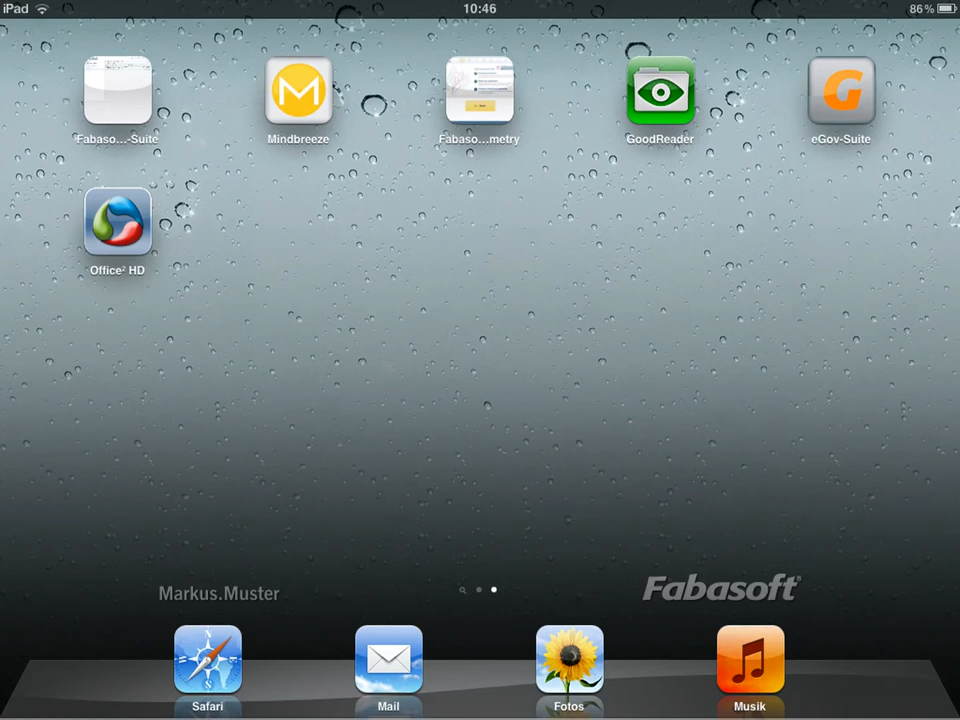 iPad 10:46 86 %
Fabaso...-Suite Mindbreeze Fabaso...metry GoodReader eGov-Suite
Office² HD
Markus.Muster Fabasoft®
Safari Mail Fotos Musik